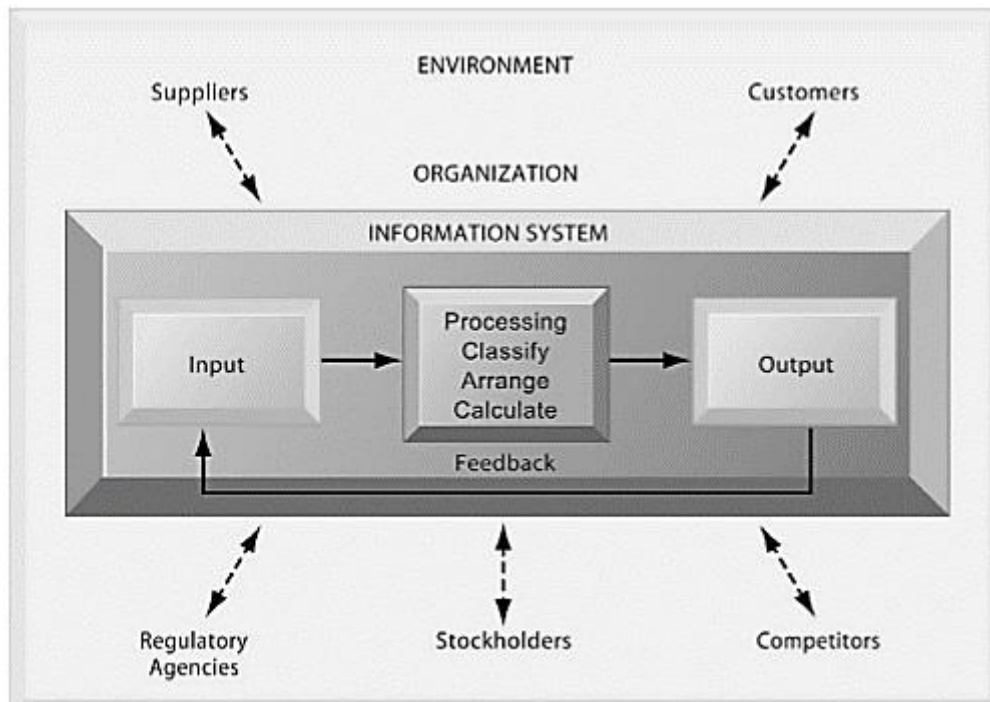 ENVIRONMENT
Suppliers
Customers
ORGANIZATION
INFORMATION SYSTEM
Input
Processing
Classify
Arrange
Calculate
Output
Feedback
Regulatory
Agencies
Stockholders
Competitors